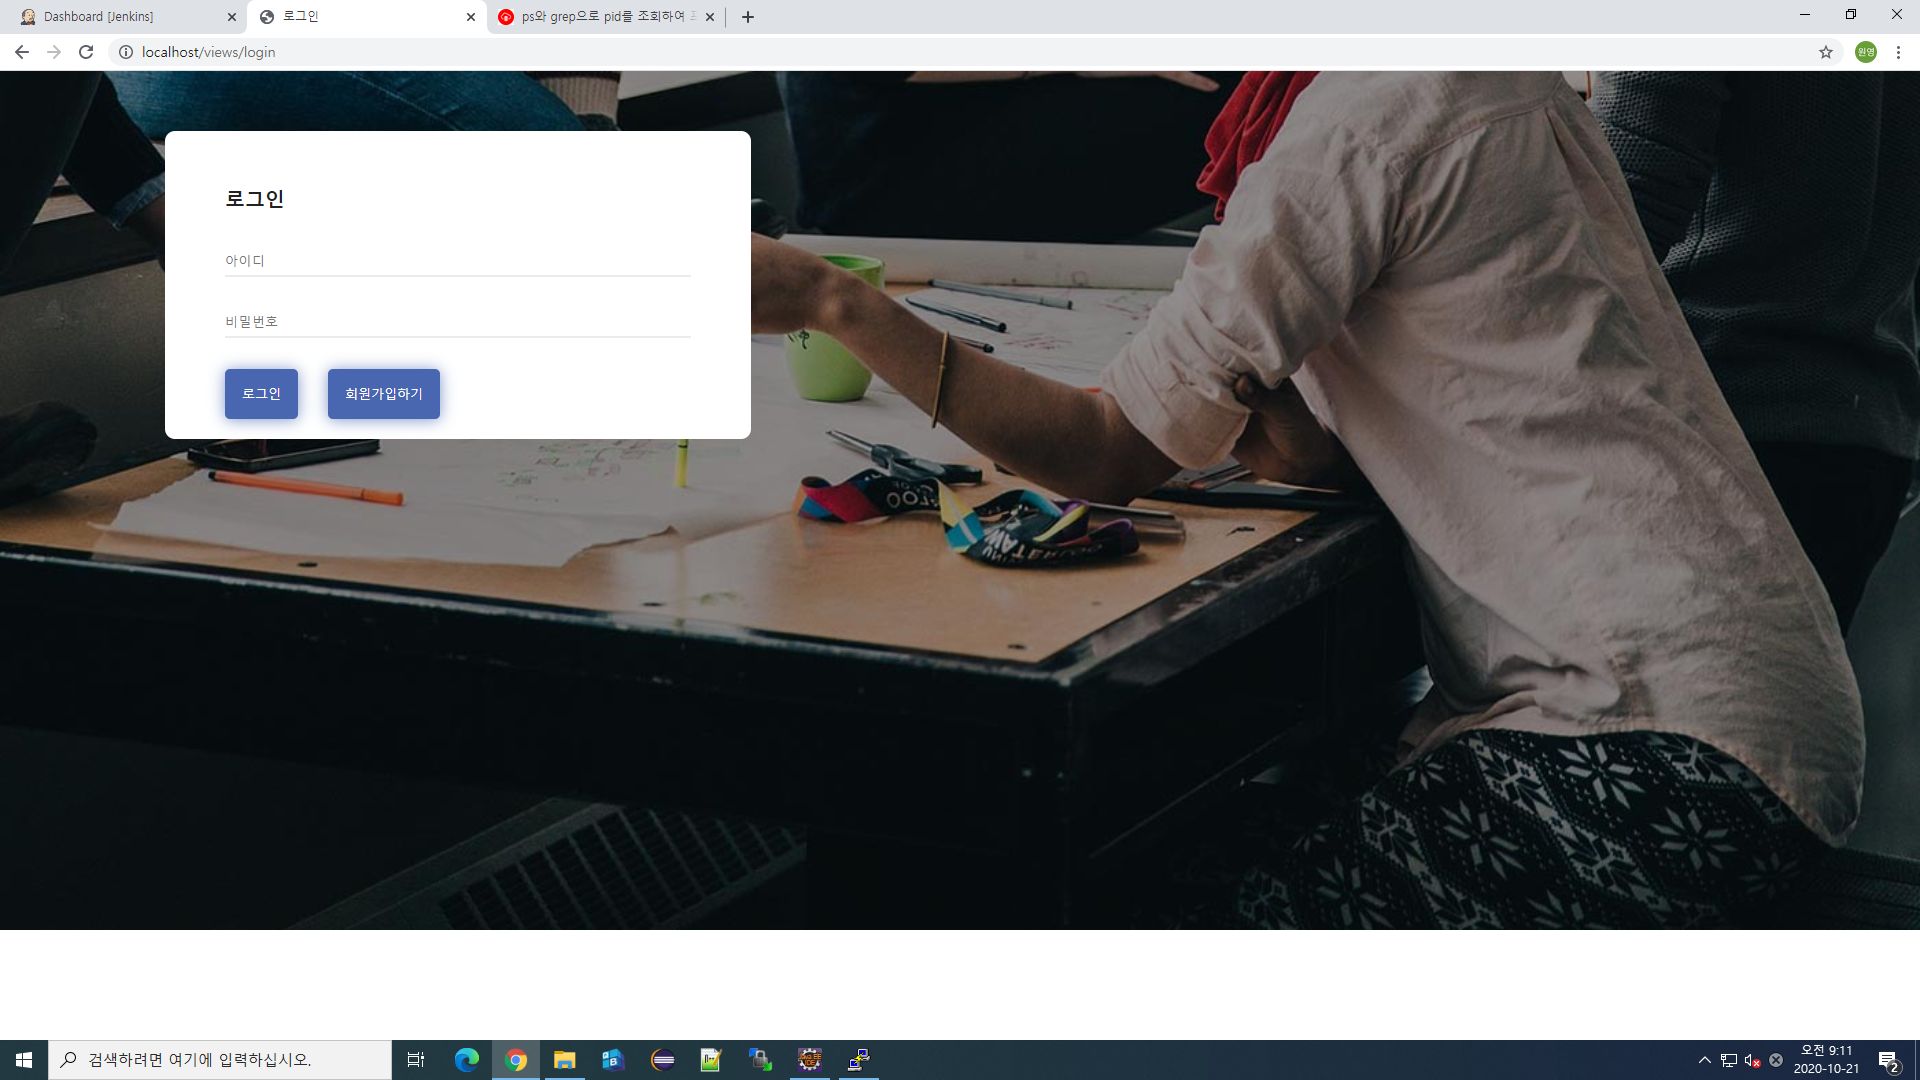 Dashboard [Jenkins]
로그인
ps와 grep으로 pid를 조회하여
localhost/views/login
원영
로그인
아이디
비밀번호
로그인
회원가입하기
검색하려면 여기에 입력하십시오.
오전 9:11
2020-10-21
2